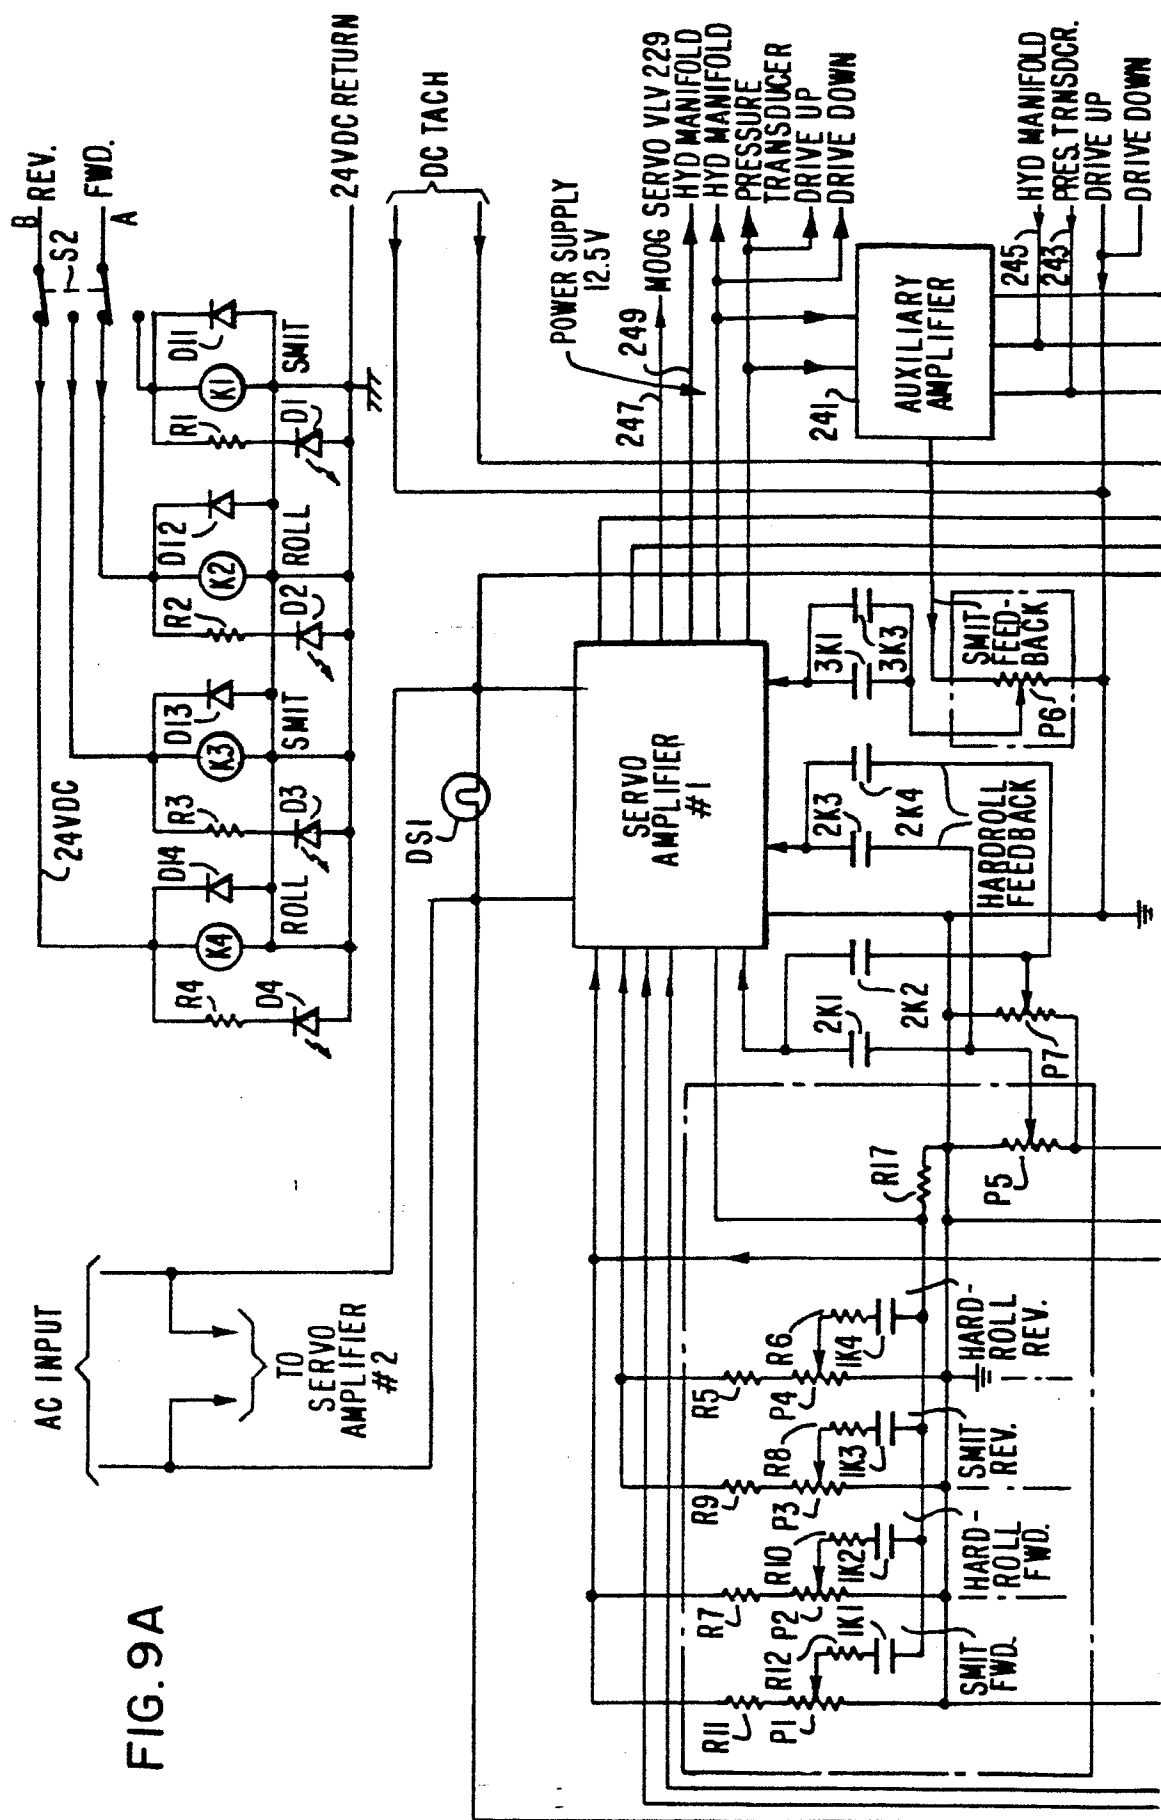 FIG. 9A
AC INPUT
TO
SERVO
AMPLIFIER
#2
24VDC
B REV.
S2
FWD.
A
24VDC RETURN
DC TACH
R4
D4
K4
D14
ROLL
R3
D3
K3
D13
SMIT
R2
D2
K2
D12
ROLL
R1
D1
K1
D11
SMIT
DS1
SERVO
AMPLIFIER
#1
POWER SUPPLY
12.5V
247
249
MOOG SERVO VLV 229
HYD MANIFOLD
HYD MANIFOLD
PRESSURE
TRANSDUCER
DRIVE UP
DRIVE DOWN
241
AUXILIARY
AMPLIFIER
245
243
HYD MANIFOLD
PRES. TRNSDCR.
DRIVE UP
DRIVE DOWN
3K1
3K3
SMIT
FEED-
BACK
P6
2K3
2K4
HARDROLL
FEEDBACK
2K1
2K2
P7
P5
R17
R11
P1
R12
1K1
SMIT
FWD.
R7
P2
R10
1K2
HARD-
ROLL
FWD.
R9
P3
R8
1K3
SMIT
REV.
R5
P4
R6
1K4
HARD-
ROLL
REV.